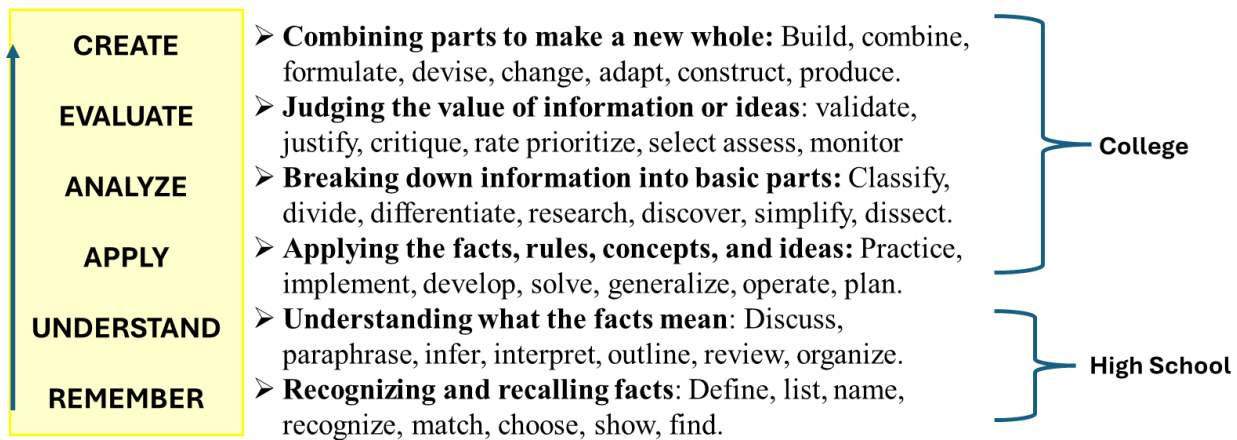 CREATE
➢ Combining parts to make a new whole: Build, combine,
formulate, devise, change, adapt, construct, produce.
EVALUATE
➢ Judging the value of information or ideas: validate,
justify, critique, rate prioritize, select assess, monitor
ANALYZE
➢ Breaking down information into basic parts: Classify,
divide, differentiate, research, discover, simplify, dissect.
APPLY
➢ Applying the facts, rules, concepts, and ideas: Practice,
implement, develop, solve, generalize, operate, plan.
College
UNDERSTAND
➢ Understanding what the facts mean: Discuss,
paraphrase, infer, interpret, outline, review, organize.
REMEMBER
➢ Recognizing and recalling facts: Define, list, name,
recognize, match, choose, show, find.
High School